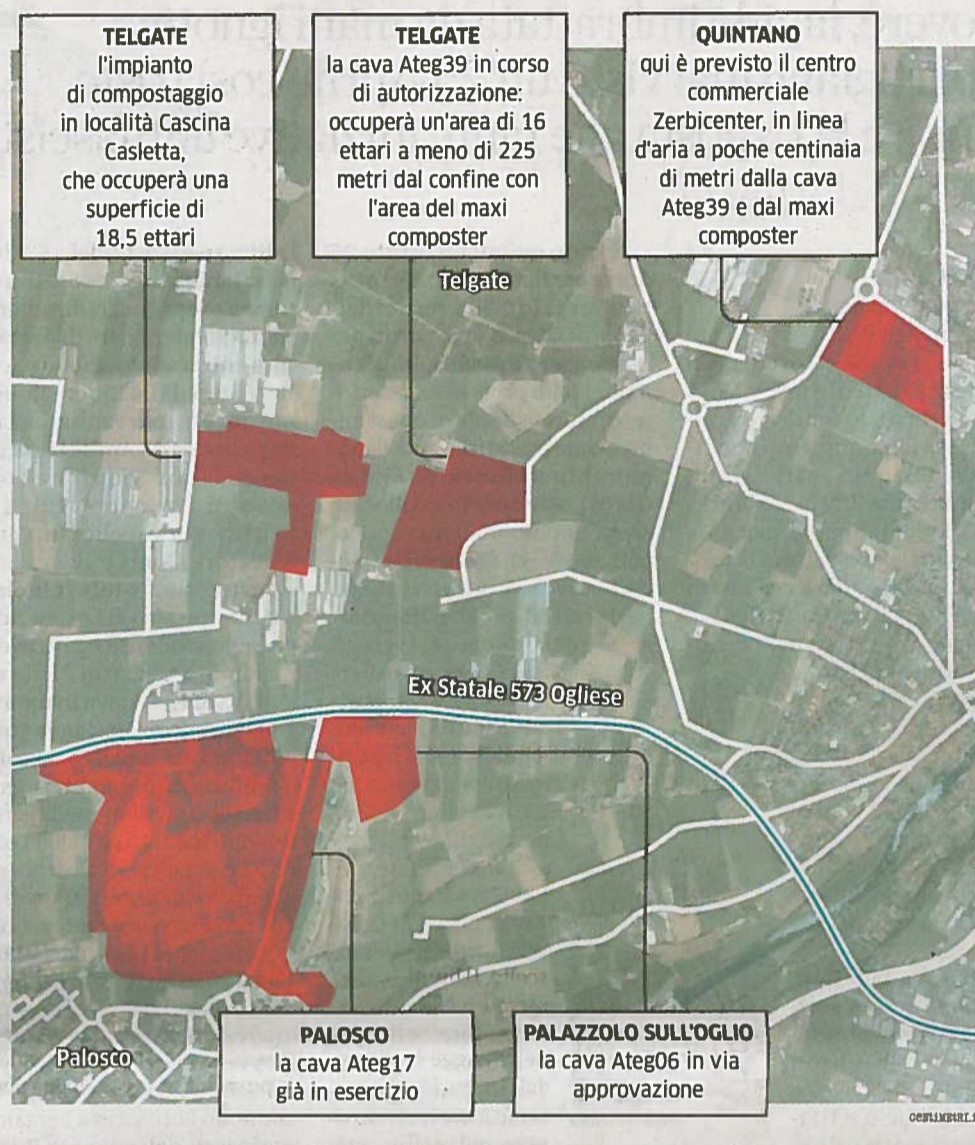 TELGATE
l'impianto
di compostaggio
in località Cascina
Casletta,
che occuperà una
superficie di
18,5 ettari
TELGATE
la cava Ateg39 in corso
di autorizzazione:
occuperà un'area di 16
ettari a meno di 225
metri dal confine con
l'area del maxi
composter
QUINTANO
qui è previsto il centro
commerciale
Zerbicenter, in linea
d'aria a poche centinaia
di metri dalla cava
Ateg39 e dal maxi
composter
Telgate
Ex Statale 573 Ogliese
Palosco
PALOSCO
la cava Ateg17
già in esercizio
PALAZZOLO SULL'OGLIO
la cava Ateg06 in via
approvazione